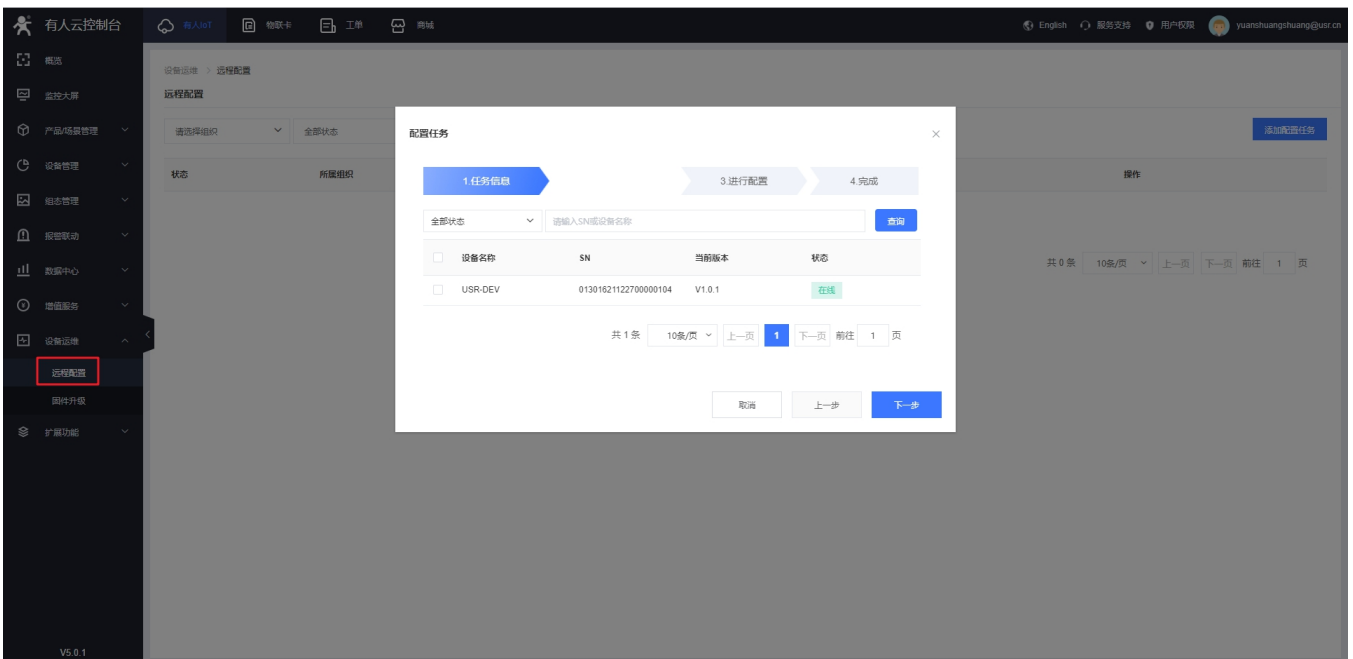 有人云控制台 有人IoT 物联卡 工单 商城 English 服务支持 用户权限 yuanshuangshuang@usr.cn
概览
监控大屏
产品/场景管理
设备管理
组态管理
报警联动
数据中心
增值服务
设备运维
远程配置
固件升级
扩展功能
V5.0.1
设备运维 > 远程配置
远程配置
请选择组织 全部状态 添加配置任务
状态 所属组织 操作
共 0 条 10条/页 上一页 下一页 前往 1 页
配置任务
1.任务信息 3.进行配置 4.完成
全部状态 请输入SN或设备名称 查询
设备名称 SN 当前版本 状态
USR-DEV 01301621122700000104 V1.0.1 在线
共 1 条 10条/页 上一页 1 下一页 前往 1 页
取消 上一步 下一步